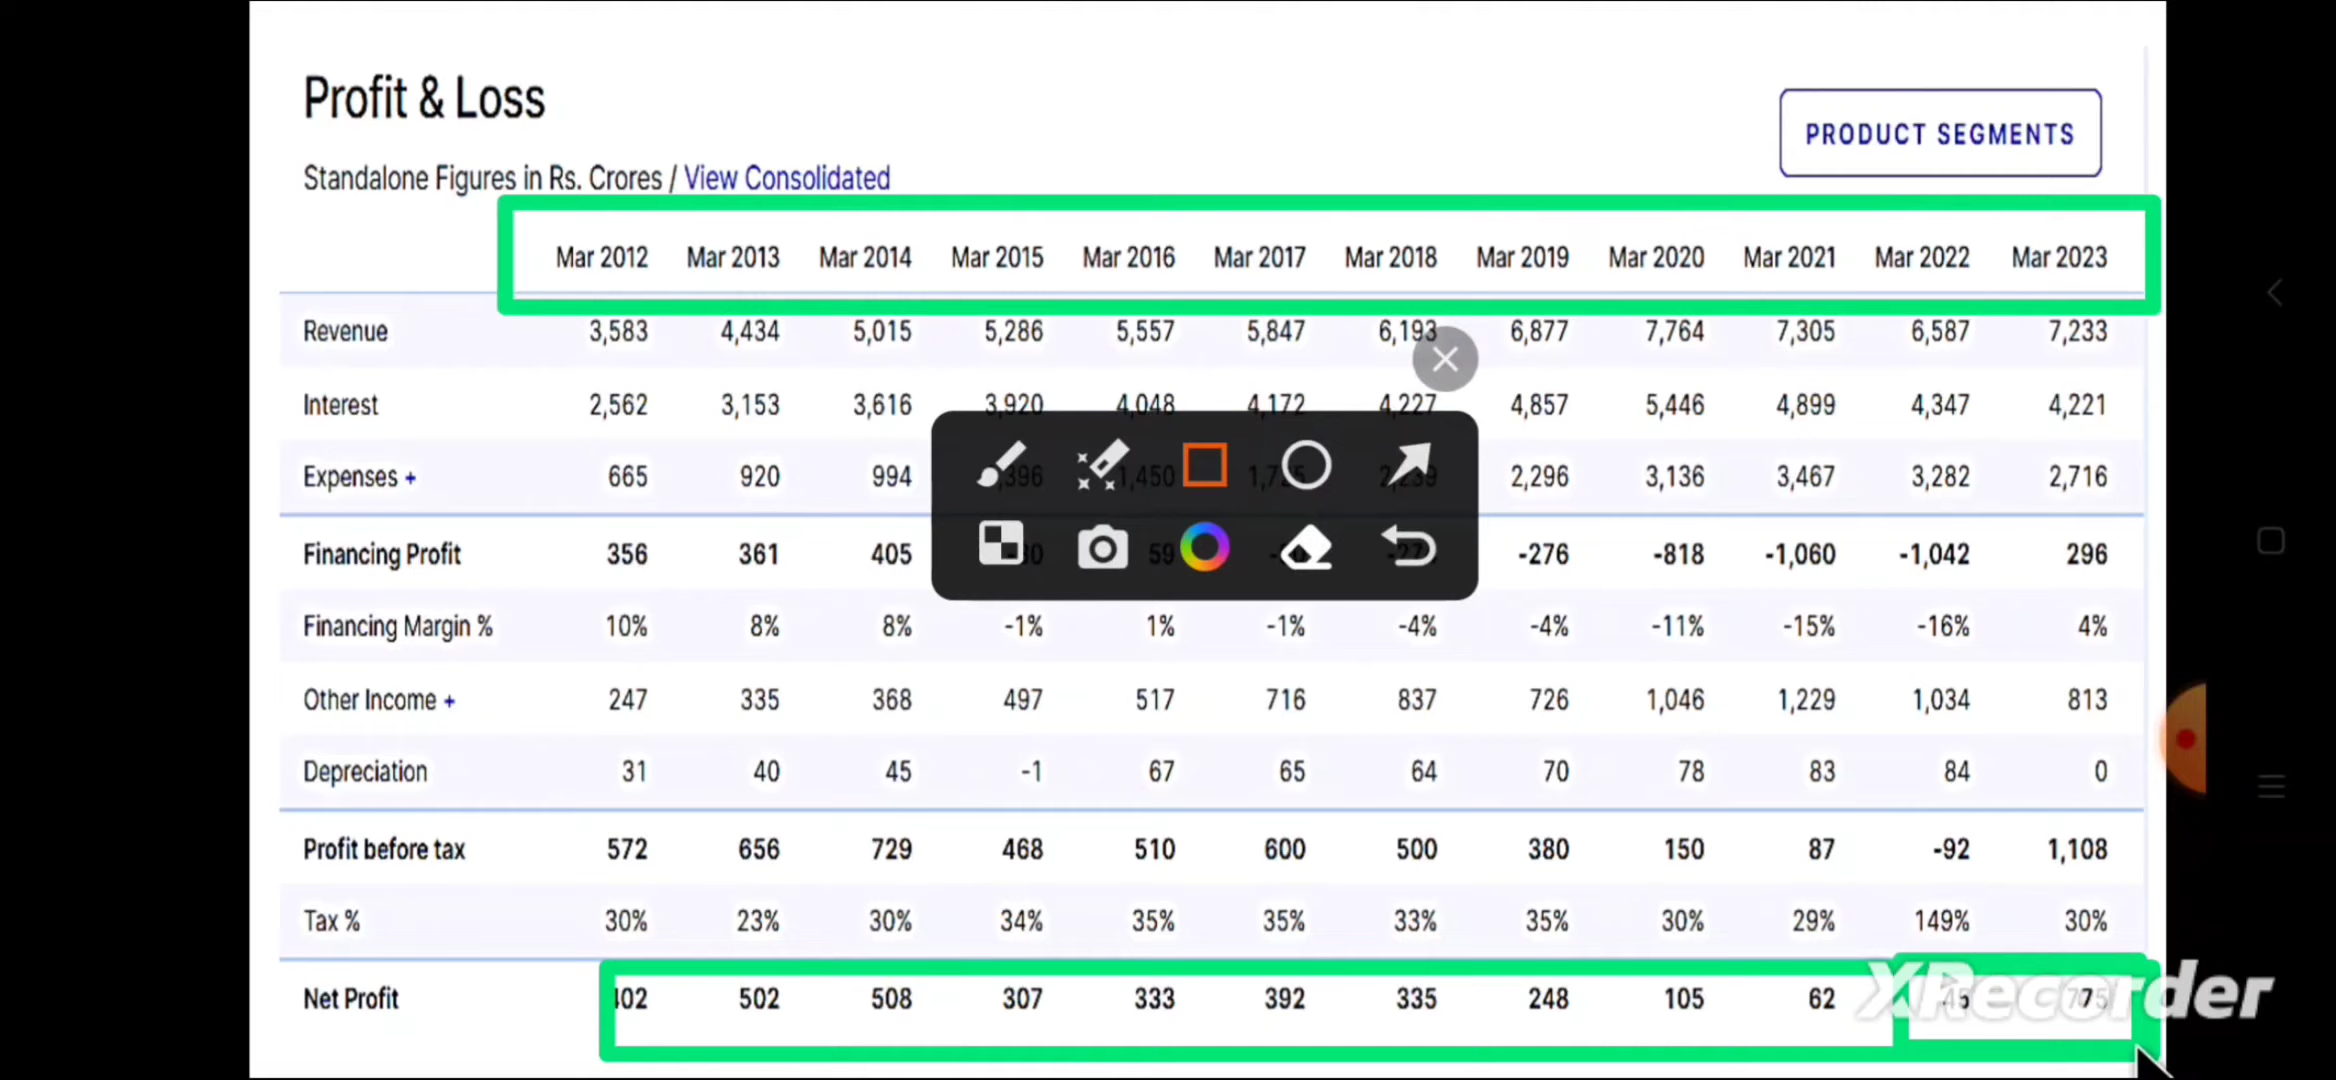 Profit & Loss
PRODUCT SEGMENTS
Standalone Figures in Rs. Crores / View Consolidated
Mar 2012 Mar 2013 Mar 2014 Mar 2015 Mar 2016 Mar 2017 Mar 2018 Mar 2019 Mar 2020 Mar 2021 Mar 2022 Mar 2023
Revenue 3,583 4,434 5,015 5,286 5,557 5,847 6,193 6,877 7,764 7,305 6,587 7,233
Interest 2,562 3,153 3,616 3,920 4,048 4,172 4,227 4,857 5,446 4,899 4,347 4,221
Expenses + 665 920 994 1,450 2,296 3,136 3,467 3,282 2,716
Financing Profit 356 361 405 59 -276 -818 -1,060 -1,042 296
Financing Margin % 10% 8% 8% -1% 1% -1% -4% -4% -11% -15% -16% 4%
Other Income + 247 335 368 497 517 716 837 726 1,046 1,229 1,034 813
Depreciation 31 40 45 -1 67 65 64 70 78 83 84 0
Profit before tax 572 656 729 468 510 600 500 380 150 87 -92 1,108
Tax % 30% 23% 30% 34% 35% 35% 33% 35% 30% 29% 149% 30%
Net Profit 402 502 508 307 333 392 335 248 105 62 45 775
XRecorder